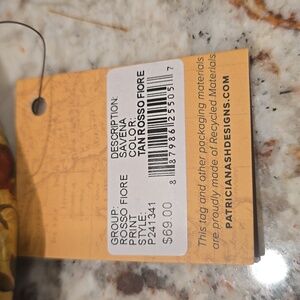 GROUP:
ROSSO FIORE
PRINT
STYLE:
P241341
$69.00
DESCRIPTION:
SAVENA
COLOR:
TAN ROSSO FIORE
8 87986 25505 7
This tag and other packaging materials
are proudly made of Recycled Materials
PATRICIANASHDESIGNS.COM